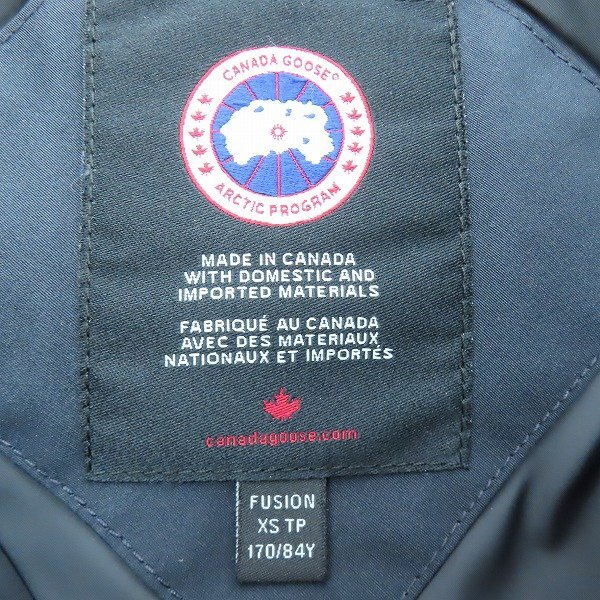 CANADA GOOSE®
ARCTIC PROGRAM
MADE IN CANADA
WITH DOMESTIC AND
IMPORTED MATERIALS
FABRIQUÉ AU CANADA
AVEC DES MATERIAUX
NATIONAUX ET IMPORTÉS
canadagoose.com
FUSION
XS TP
170/84Y